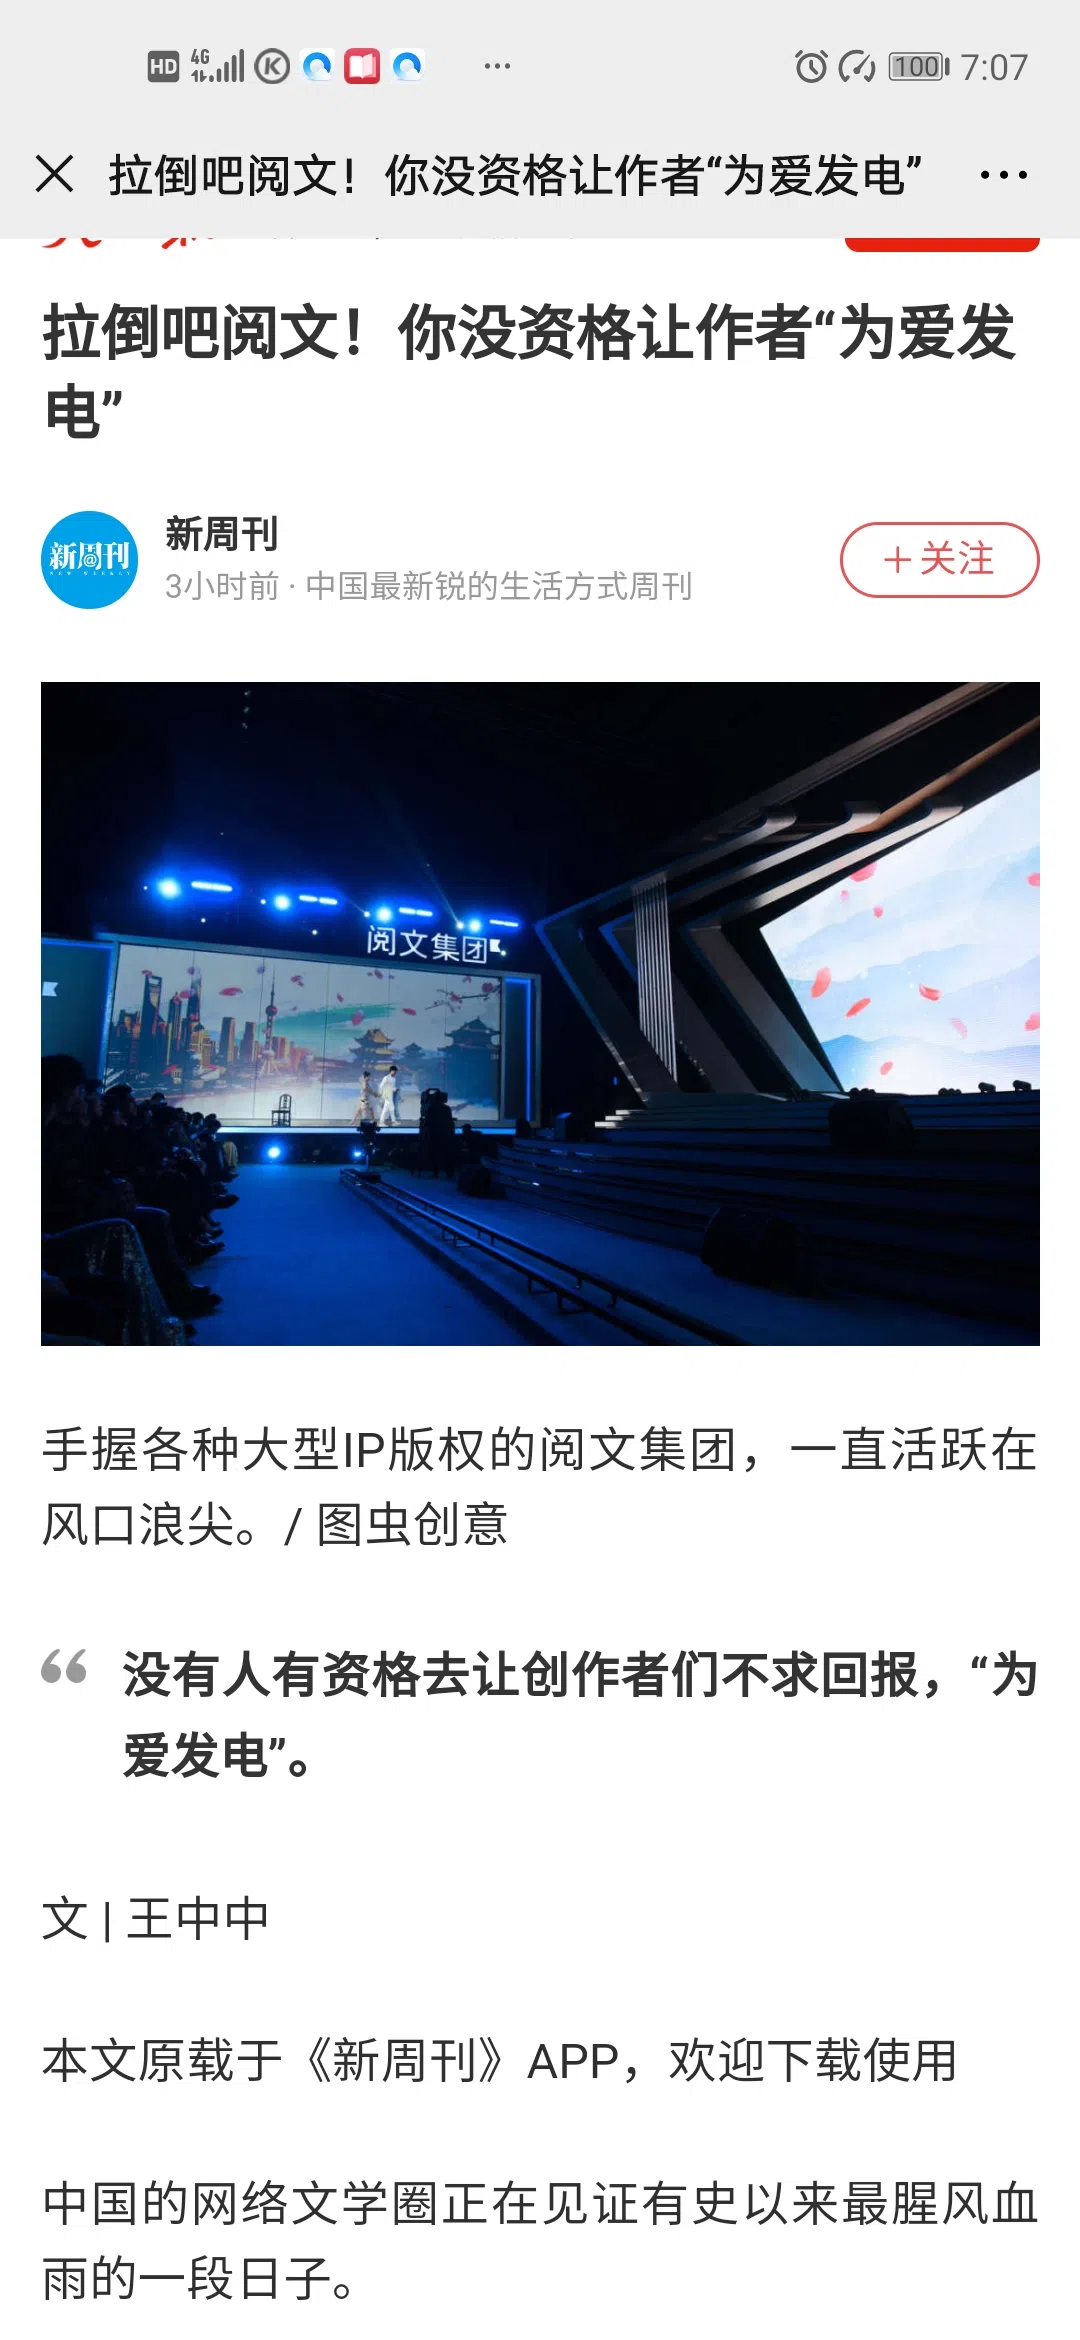 HD 4G K ... 100 7:07
拉倒吧阅文！你没资格让作者“为爱发电” ...
拉倒吧阅文！你没资格让作者“为爱发
电”
新周刊
NEW WEEKLY
新周刊
3小时前 · 中国最新锐的生活方式周刊
+关注
阅文集团
手握各种大型IP版权的阅文集团，一直活跃在
风口浪尖。/ 图虫创意
没有人有资格去让创作者们不求回报，“为
爱发电”。
文 | 王中中
本文原载于《新周刊》APP，欢迎下载使用
中国的网络文学圈正在见证有史以来最腥风血
雨的一段日子。